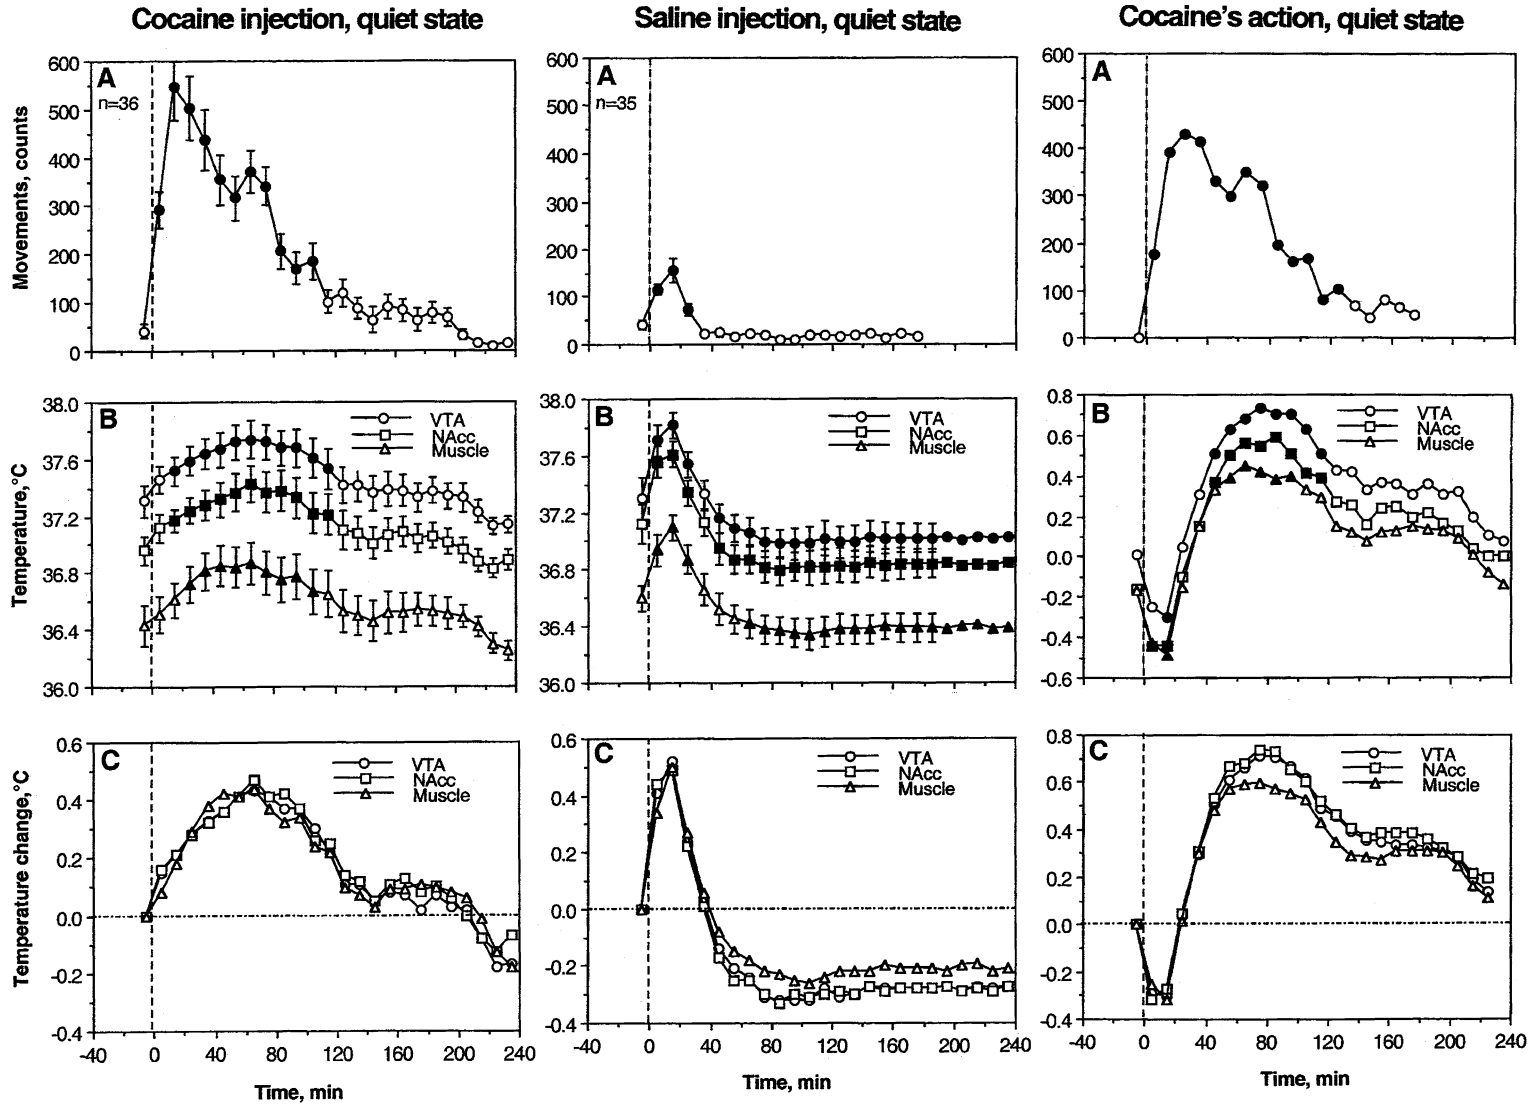 Cocaine injection, quiet state
Saline injection, quiet state
Cocaine's action, quiet state
Movements, counts
A
n=36
600
500
400
300
200
100
0
A
n=35
600
500
400
300
200
100
0
A
600
500
400
300
200
100
0
Temperature,°C
B
VTA
NAcc
Muscle
38.0
37.6
37.2
36.8
36.4
36.0
B
VTA
NAcc
Muscle
38.0
37.6
37.2
36.8
36.4
36.0
B
VTA
NAcc
Muscle
0.8
0.6
0.4
0.2
0.0
-0.2
-0.4
-0.6
Temperature change,°C
C
VTA
NAcc
Muscle
0.6
0.4
0.2
0.0
-0.2
-0.4
-40 0 40 80 120 160 200 240
Time, min
C
VTA
NAcc
Muscle
0.6
0.4
0.2
0.0
-0.2
-0.4
-40 0 40 80 120 160 200 240
Time, min
C
VTA
NAcc
Muscle
0.8
0.6
0.4
0.2
0.0
-0.2
-0.4
-40 0 40 80 120 160 200 240
Time, min